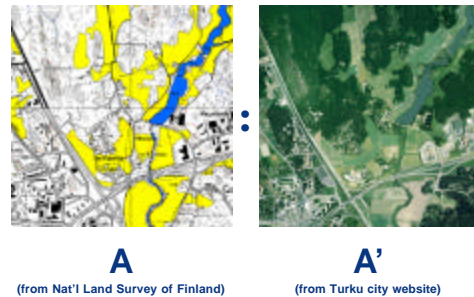 :
A A’
(from Nat’l Land Survey of Finland) (from Turku city website)